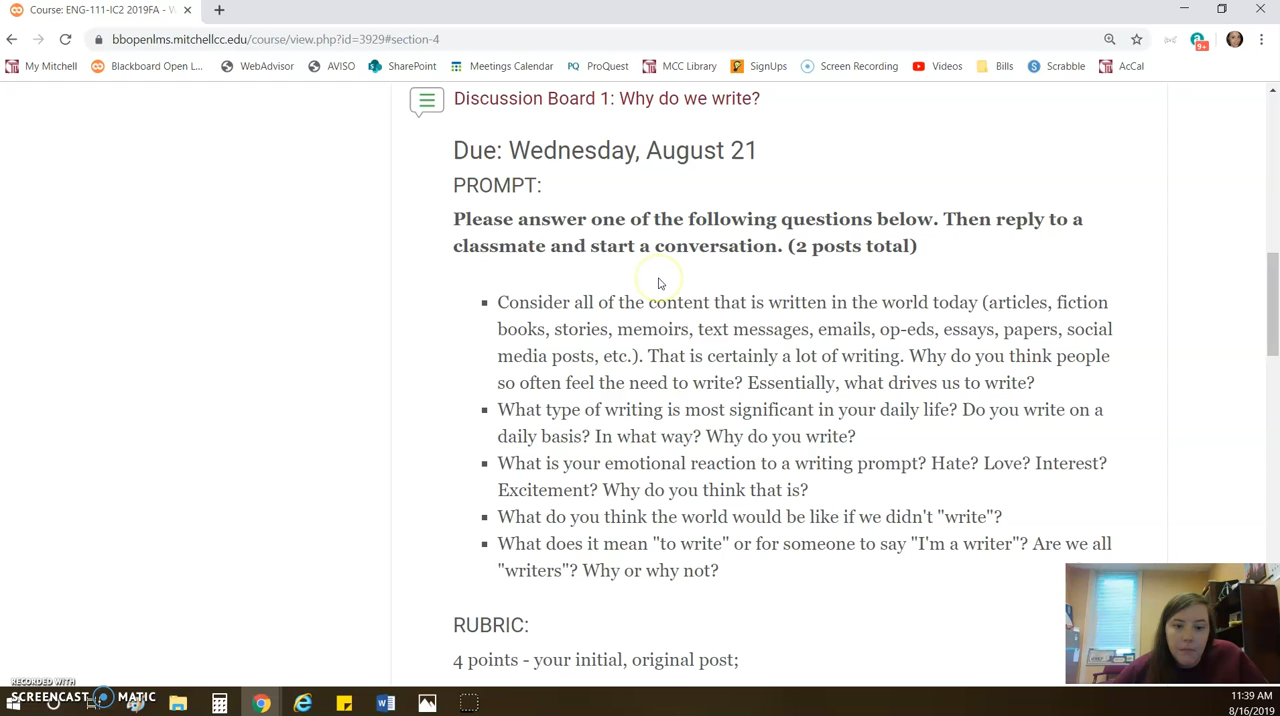 Course: ENG-111-IC2 2019FA - W
bbopenlms.mitchellcc.edu/course/view.php?id=3929#section-4
9+
My Mitchell Blackboard Open L... WebAdvisor AVISO SharePoint Meetings Calendar PQ ProQuest MCC Library SignUps Screen Recording Videos Bills Scrabble AcCal
Discussion Board 1: Why do we write?
Due: Wednesday, August 21
PROMPT:
Please answer one of the following questions below. Then reply to a
classmate and start a conversation. (2 posts total)
Consider all of the content that is written in the world today (articles, fiction
books, stories, memoirs, text messages, emails, op-eds, essays, papers, social
media posts, etc.). That is certainly a lot of writing. Why do you think people
so often feel the need to write? Essentially, what drives us to write?
What type of writing is most significant in your daily life? Do you write on a
daily basis? In what way? Why do you write?
What is your emotional reaction to a writing prompt? Hate? Love? Interest?
Excitement? Why do you think that is?
What do you think the world would be like if we didn't "write"?
What does it mean "to write" or for someone to say "I'm a writer"? Are we all
"writers"? Why or why not?
RUBRIC:
4 points - your initial, original post;
RECORDED WITH
SCREENCAST MATIC
11:39 AM
8/16/2019